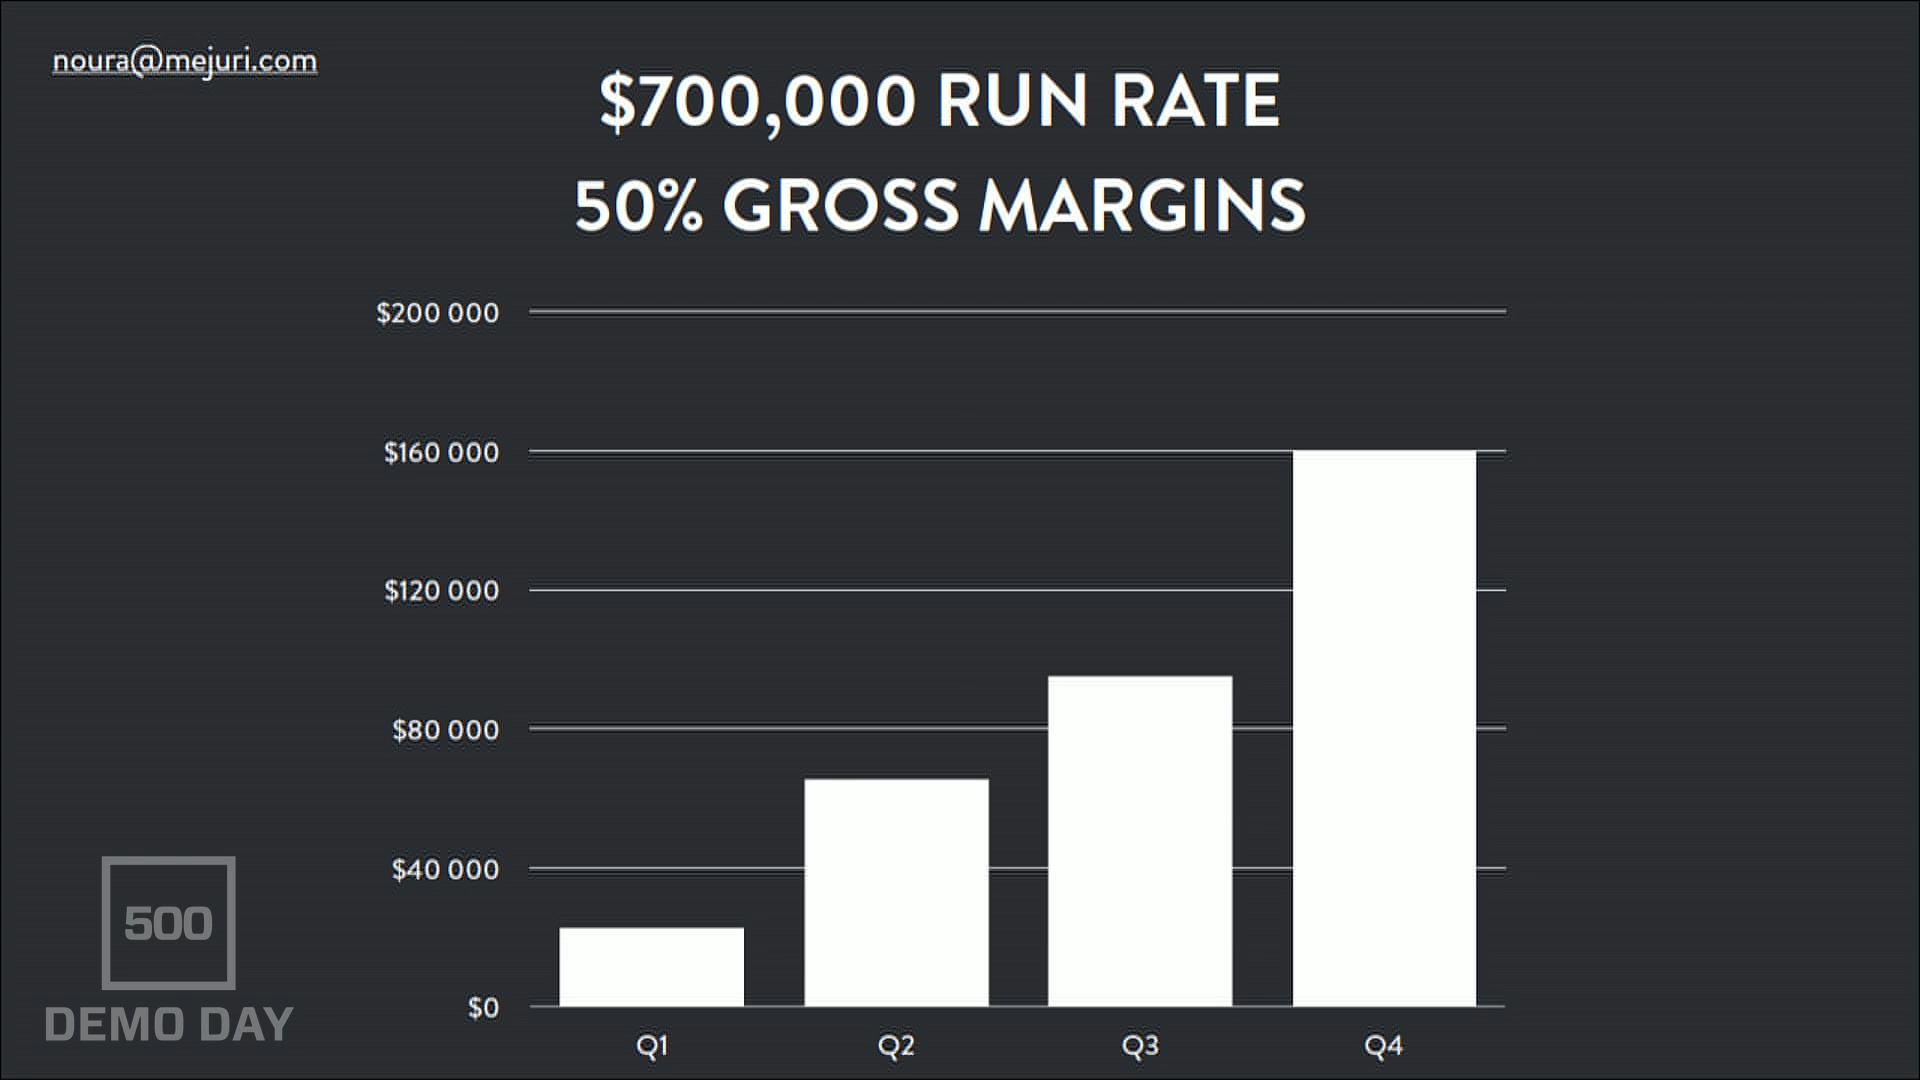 noura@mejuri.com
$700,000 RUN RATE
50% GROSS MARGINS
$200 000
$160 000
$120 000
$80 000
$40 000
$0
Q1
Q2
Q3
Q4
500
DEMO DAY